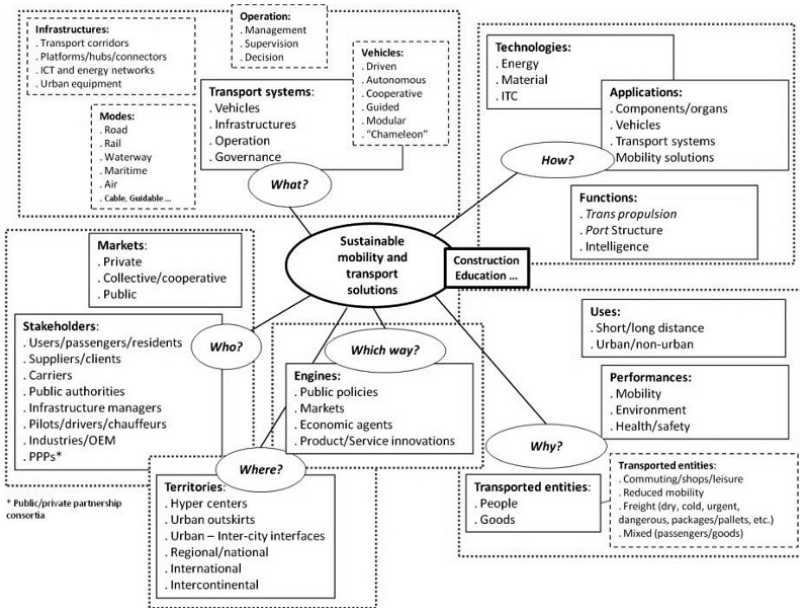 Infrastructures:
. Transport corridors
. Platforms/hubs/connectors
. ICT and energy networks
. Urban equipment
Operation:
. Management
. Supervision
. Decision
Vehicles:
. Driven
. Autonomous
. Cooperative
. Guided
. Modular
. “Chameleon”
Transport systems:
. Vehicles
. Infrastructures
. Operation
. Governance
Modes:
. Road
. Rail
. Waterway
. Maritime
. Air
. Cable, Guidable ...
What?
Technologies:
. Energy
. Material
. ITC
Applications:
. Components/organs
. Vehicles
. Transport systems
. Mobility solutions
How?
Functions:
. Trans propulsion
. Port Structure
. Intelligence
Sustainable
mobility and
transport
solutions
Construction
Education ...
Markets:
. Private
. Collective/cooperative
. Public
Stakeholders:
. Users/passengers/residents
. Suppliers/clients
. Carriers
. Public authorities
. Infrastructure managers
. Pilots/drivers/chauffeurs
. Industries/OEM
. PPPs*
Who?
* Public/private partnership
consortia
Which way?
Engines:
. Public policies
. Markets
. Economic agents
. Product/Service innovations
Where?
Territories:
. Hyper centers
. Urban outskirts
. Urban – Inter-city interfaces
. Regional/national
. International
. Intercontinental
Uses:
. Short/long distance
. Urban/non-urban
Performances:
. Mobility
. Environment
. Health/safety
Why?
Transported entities:
. People
. Goods
Transported entities:
. Commuting/shops/leisure
. Reduced mobility
. Freight (dry, cold, urgent,
dangerous, packages/pallets, etc.)
. Mixed (passengers/goods)